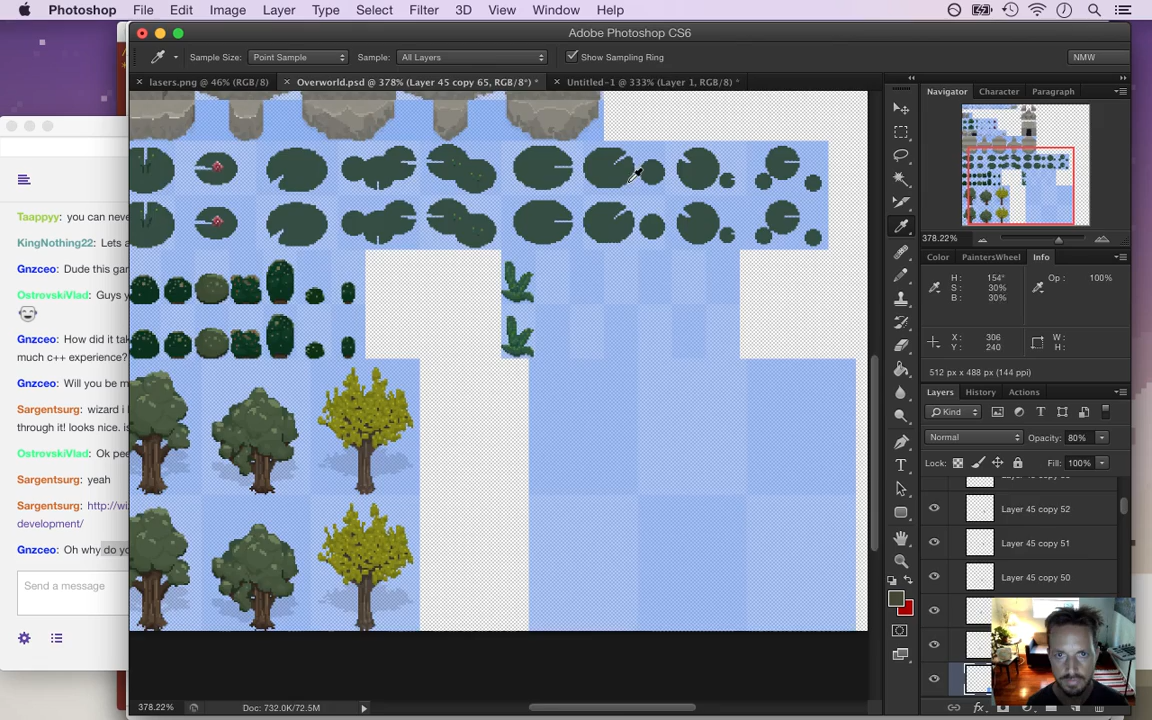 Photoshop File Edit Image Layer Type Select Filter 3D View Window Help
Adobe Photoshop CS6
Sample Size: Point Sample Sample: All Layers Show Sampling Ring NMW
lasers.png @ 46% (RGB/8) Overworld.psd @ 378% (Layer 45 copy 65, RGB/8*) * Untitled-1 @ 333% (Layer 1, RGB/8) *
Navigator Character Paragraph
378.22%
Color PaintersWheel Info
H: 154°
S: 30%
B: 30%
Op: 100%
X: 306
Y: 240
W:
H:
512 px x 488 px (144 ppi)
Layers History Actions
Kind
Normal Opacity: 80%
Lock: Fill: 100%
Layer 45 copy 52
Layer 45 copy 51
Layer 45 copy 50
Taappyy: you can neve
KingNothing22: Lets a
Gnzceo: Dude this gar
OstrovskiVlad: Guys y
Gnzceo: How did it tak
much c++ experience?
Gnzceo: Will you be m
Sargentsurg: wizard i l
through it! looks nice. is
OstrovskiVlad: Ok pee
Sargentsurg: yeah
Sargentsurg: http://wiz
development/
Gnzceo: Oh why do yo
Send a message
378.22% Doc: 732.0K/72.5M